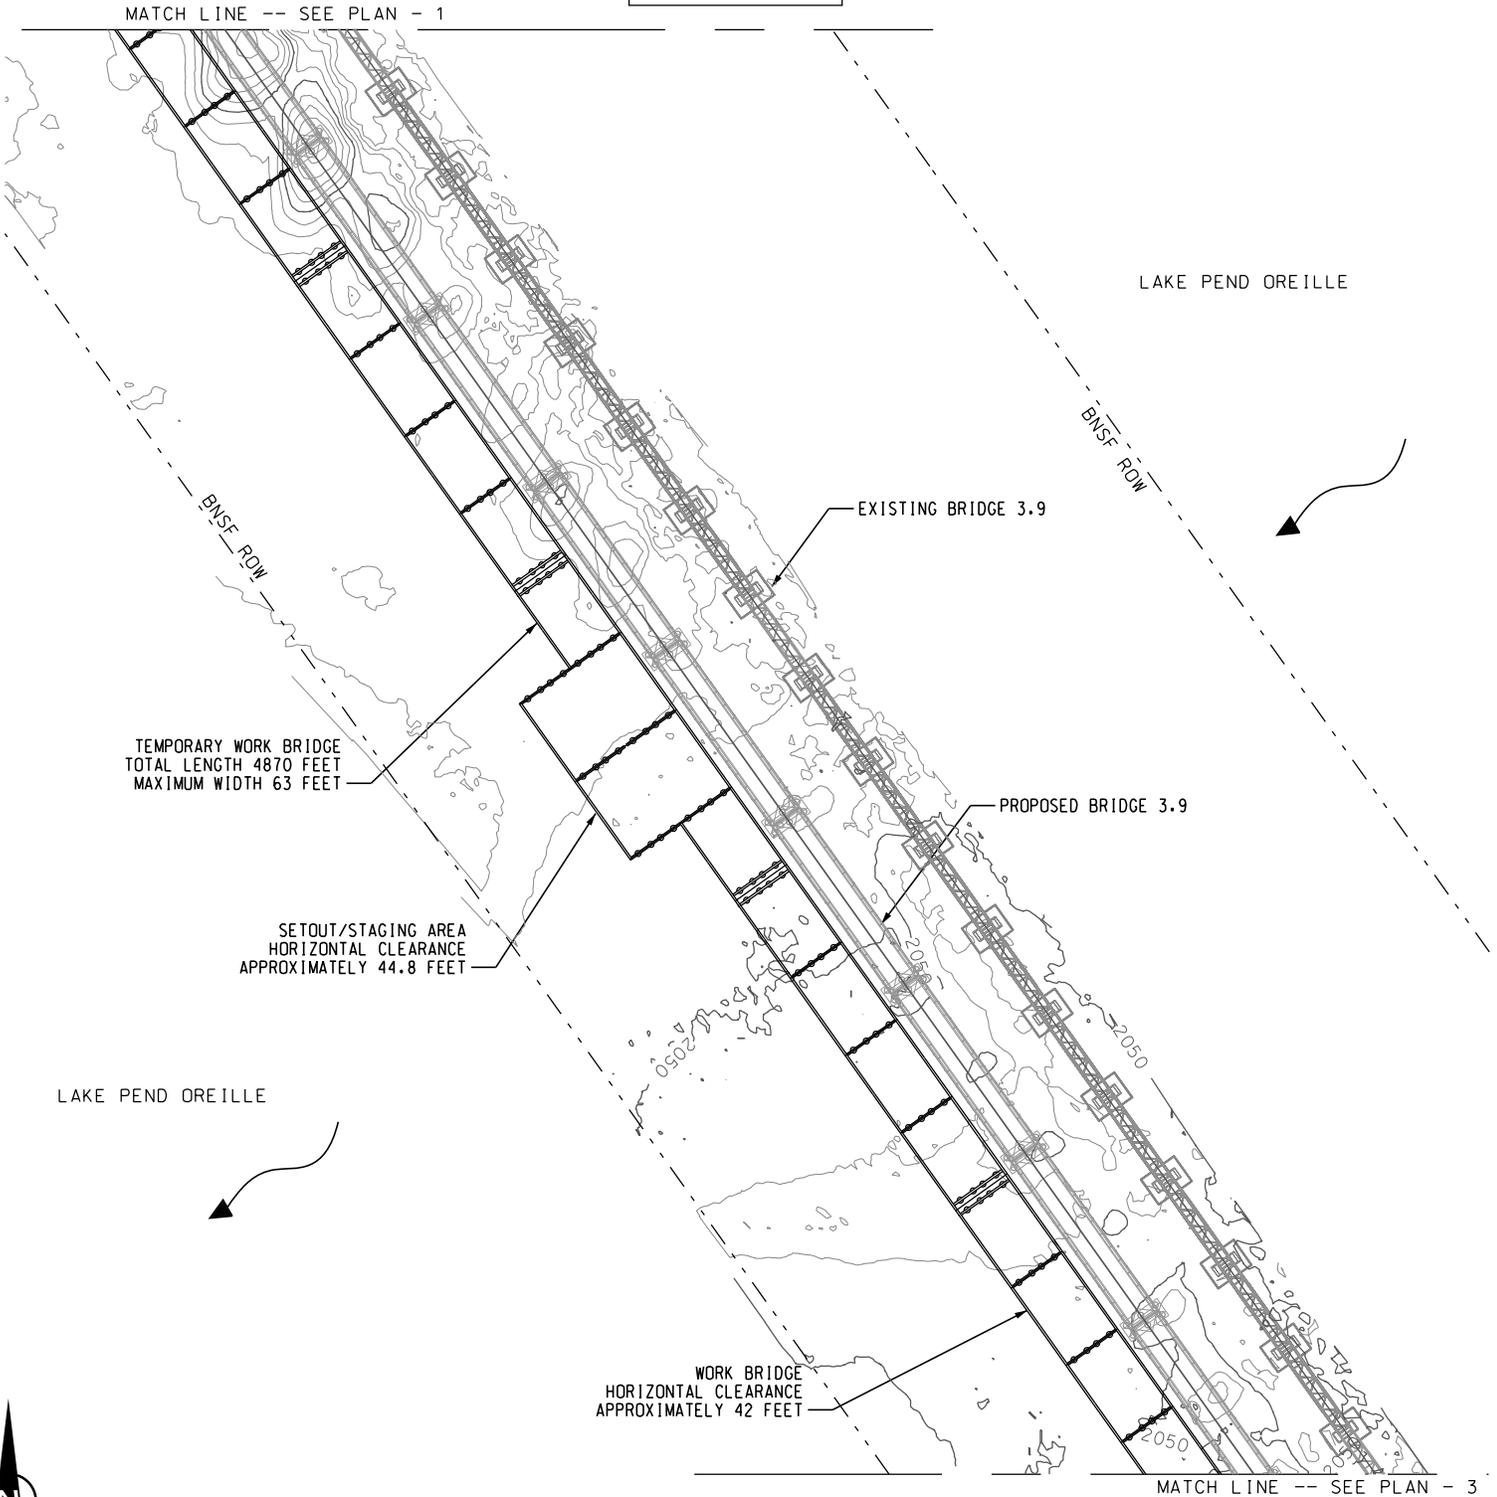 MATCH LINE -- SEE PLAN - 1
LAKE PEND OREILLE
BNSF ROW
BNSF ROW
EXISTING BRIDGE 3.9
TEMPORARY WORK BRIDGE
TOTAL LENGTH 4870 FEET
MAXIMUM WIDTH 63 FEET
PROPOSED BRIDGE 3.9
SETOUT/STAGING AREA
HORIZONTAL CLEARANCE
APPROXIMATELY 44.8 FEET
2050
2050
LAKE PEND OREILLE
WORK BRIDGE
HORIZONTAL CLEARANCE
APPROXIMATELY 42 FEET
2050
MATCH LINE -- SEE PLAN - 3